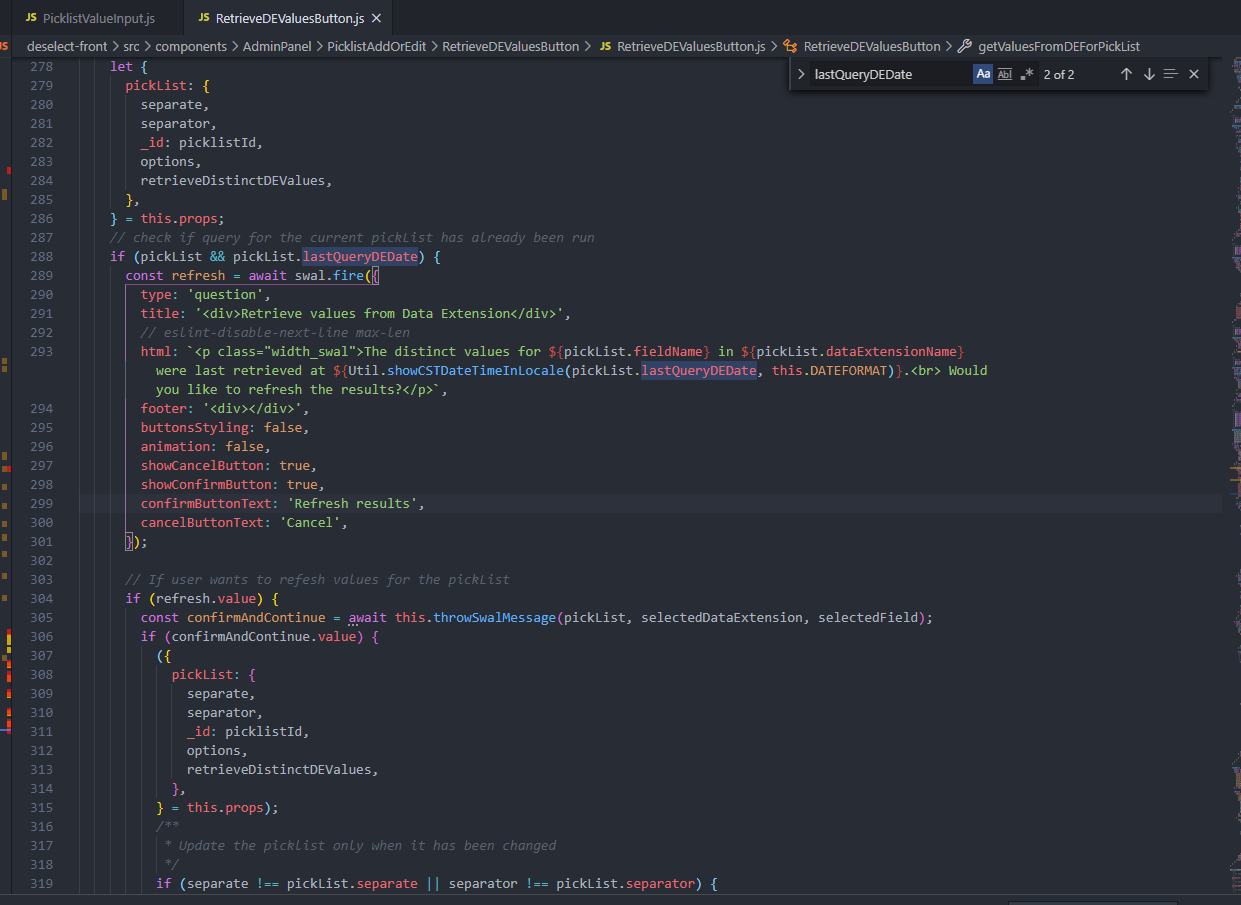 JS PicklistValueInput.js JS RetrieveDEValuesButton.js ×
JS deselect-front > src > components > AdminPanel > PicklistAddOrEdit > RetrieveDEValuesButton > JS RetrieveDEValuesButton.js > RetrieveDEValuesButton > getValuesFromDEForPickList
> lastQueryDEDate Aa Abl .* 2 of 2
278 let {
279 pickList: {
280 separate,
281 separator,
282 _id: picklistId,
283 options,
284 retrieveDistinctDEValues,
285 },
286 } = this.props;
287 // check if query for the current pickList has already been run
288 if (pickList && pickList.lastQueryDEDate) {
289 const refresh = await swal.fire({
290 type: 'question',
291 title: '<div>Retrieve values from Data Extension</div>',
292 // eslint-disable-next-line max-len
293 html: `<p class="width_swal">The distinct values for ${pickList.fieldName} in ${pickList.dataExtensionName}
were last retrieved at ${Util.showCSTDateTimeInLocale(pickList.lastQueryDEDate, this.DATEFORMAT)}.<br> Would
you like to refresh the results?</p>`,
294 footer: '<div></div>',
295 buttonsStyling: false,
296 animation: false,
297 showCancelButton: true,
298 showConfirmButton: true,
299 confirmButtonText: 'Refresh results',
300 cancelButtonText: 'Cancel',
301 });
302
303 // If user wants to refesh values for the pickList
304 if (refresh.value) {
305 const confirmAndContinue = await this.throwSwalMessage(pickList, selectedDataExtension, selectedField);
306 if (confirmAndContinue.value) {
307 ({
308 pickList: {
309 separate,
310 separator,
311 _id: picklistId,
312 options,
313 retrieveDistinctDEValues,
314 },
315 } = this.props);
316 /**
317 * Update the picklist only when it has been changed
318 */
319 if (separate !== pickList.separate || separator !== pickList.separator) {